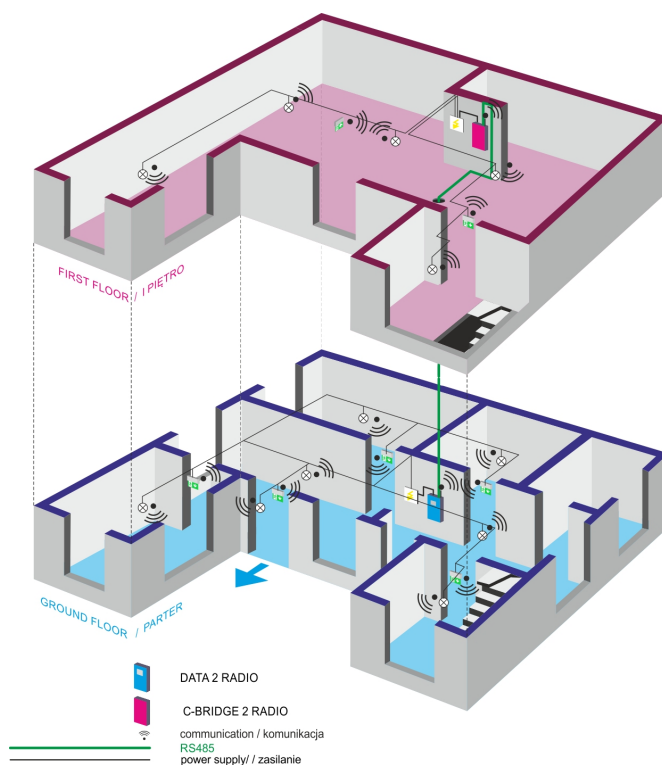 FIRST FLOOR / I PIĘTRO
GROUND FLOOR / PARTER
DATA 2 RADIO
C-BRIDGE 2 RADIO
communication / komunikacja
RS485
power supply/ / zasilanie